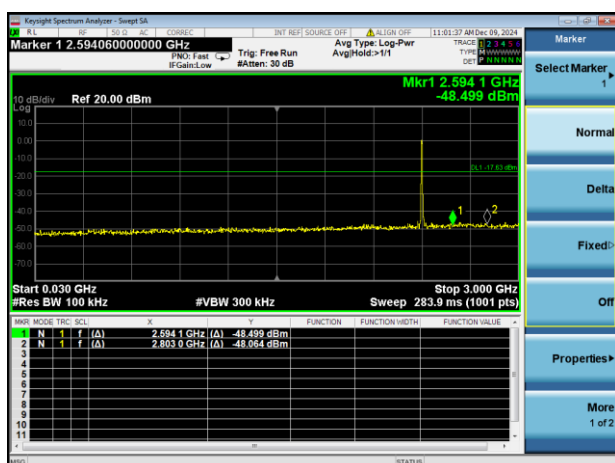 Keysight Spectrum Analyzer - Swept SA
RL RF 50 Ω AC CORREC INT REF SOURCE OFF ALIGN OFF 11:01:37 AM Dec 09, 2024
Marker 1 2.594060000000 GHz
PNO: Fast
IFGain:Low
Trig: Free Run
#Atten: 30 dB
Avg Type: Log-Pwr
Avg|Hold:>1/1
TRACE 1 2 3 4 5 6
TYPE M W W W W W
DET P N N N N N
Mkr1 2.594 1 GHz
-48.499 dBm
10 dB/div Ref 20.00 dBm
Log
10.0
0.00
-10.0
DL1 -17.63 dBm
-20.0
-30.0
-40.0
1
2
-50.0
-60.0
-70.0
Start 0.030 GHz
Stop 3.000 GHz
#Res BW 100 kHz #VBW 300 kHz Sweep 283.9 ms (1001 pts)
MKR MODE TRC SCL X Y FUNCTION FUNCTION WIDTH FUNCTION VALUE
1 N 1 f (Δ) 2.594 1 GHz (Δ) -48.499 dBm
2 N 1 f (Δ) 2.803 0 GHz (Δ) -48.064 dBm
3
4
5
6
7
8
9
10
11
MSG STATUS
Marker
Select Marker
1
Normal
Delta
Fixed
Off
Properties
More
1 of 2